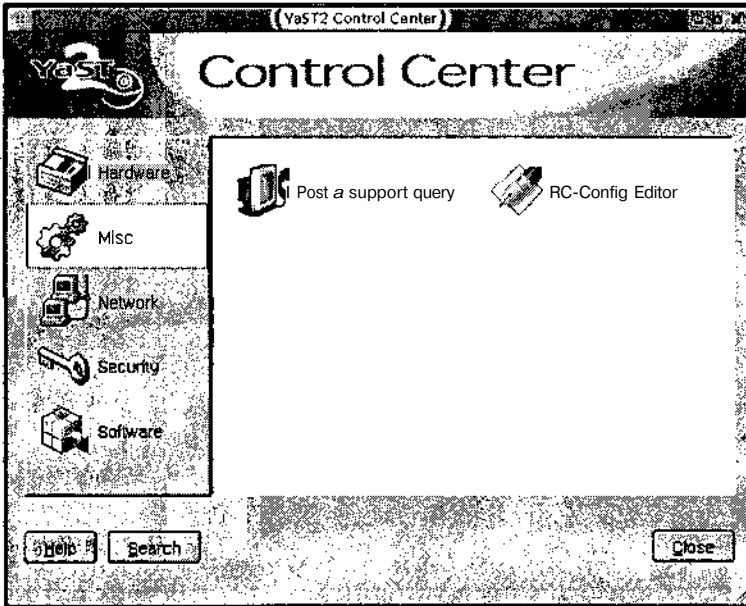 YaST2 Control Center
YaST2
Control Center
Hardware
Misc
Network
Security
Software
Post a support query
RC-Config Editor
Help
Search
Close